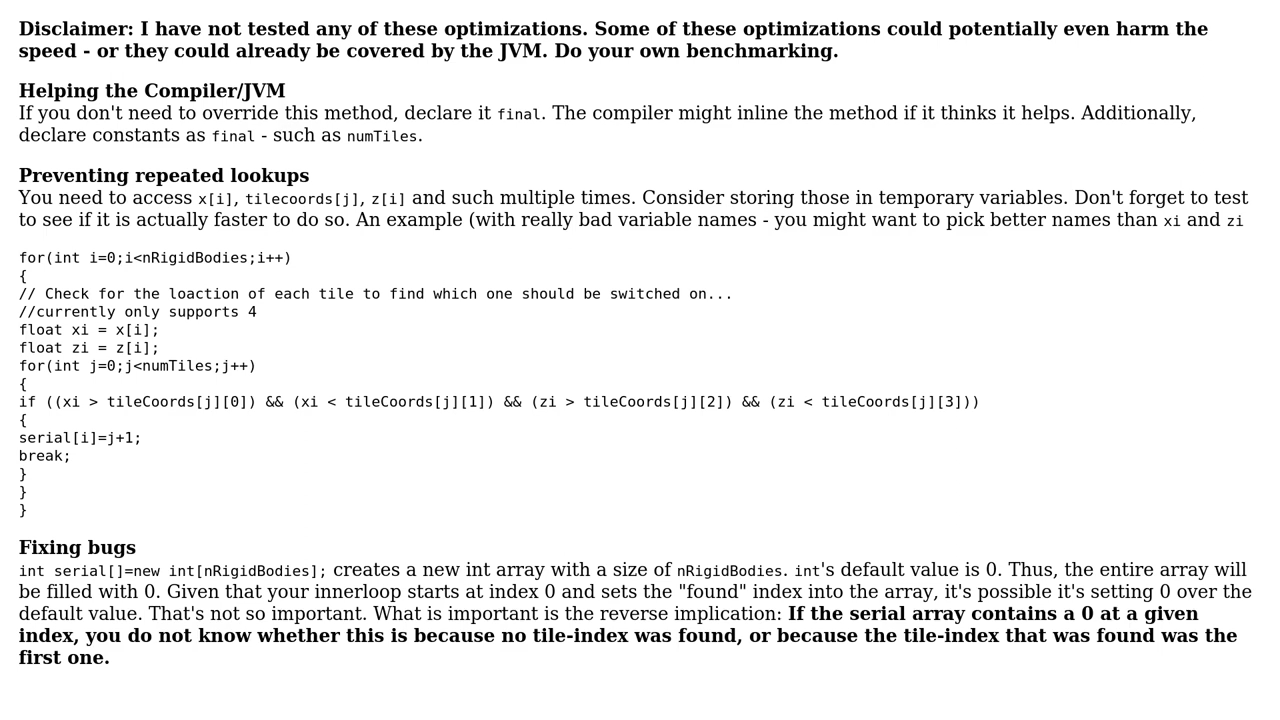 Disclaimer: I have not tested any of these optimizations. Some of these optimizations could potentially even harm the
speed - or they could already be covered by the JVM. Do your own benchmarking.
Helping the Compiler/JVM
If you don't need to override this method, declare it final. The compiler might inline the method if it thinks it helps. Additionally,
declare constants as final - such as numTiles.
Preventing repeated lookups
You need to access x[i], tilecoords[j], z[i] and such multiple times. Consider storing those in temporary variables. Don't forget to test
to see if it is actually faster to do so. An example (with really bad variable names - you might want to pick better names than xi and zi
for(int i=0;i<nRigidBodies;i++)
{
// Check for the loaction of each tile to find which one should be switched on...
//currently only supports 4
float xi = x[i];
float zi = z[i];
for(int j=0;j<numTiles;j++)
{
if ((xi > tileCoords[j][0]) && (xi < tileCoords[j][1]) && (zi > tileCoords[j][2]) && (zi < tileCoords[j][3]))
{
serial[i]=j+1;
break;
}
}
}
Fixing bugs
int serial[]=new int[nRigidBodies]; creates a new int array with a size of nRigidBodies. int's default value is 0. Thus, the entire array will
be filled with 0. Given that your innerloop starts at index 0 and sets the "found" index into the array, it's possible it's setting 0 over the
default value. That's not so important. What is important is the reverse implication: If the serial array contains a 0 at a given
index, you do not know whether this is because no tile-index was found, or because the tile-index that was found was the
first one.